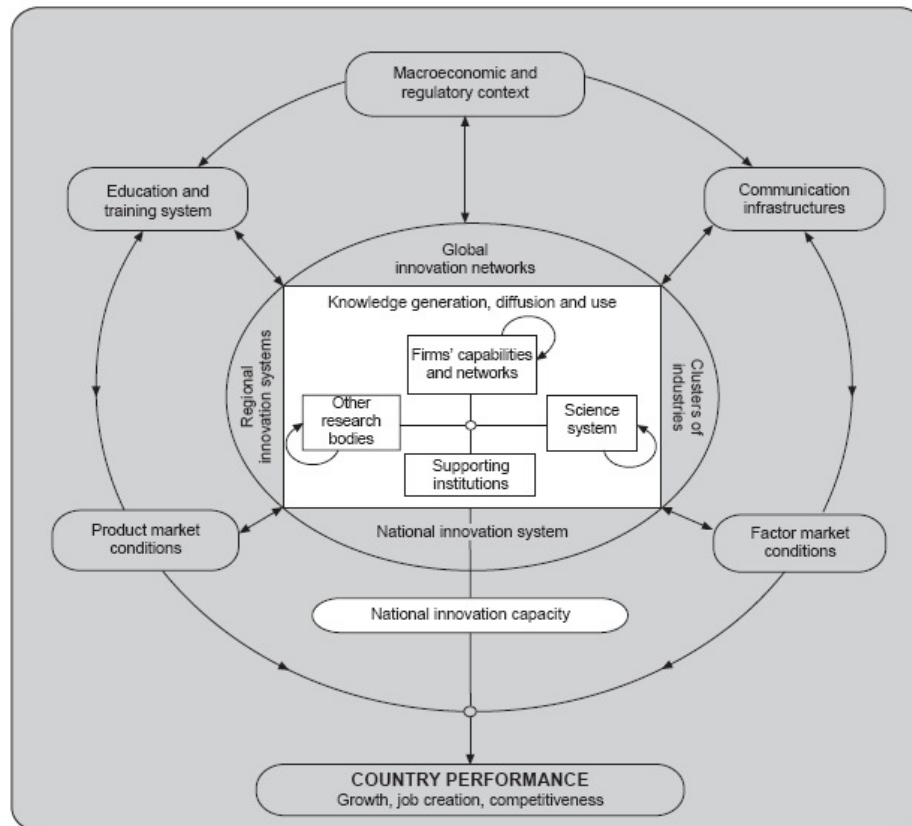 Macroeconomic and
regulatory context
Education and
training system
Communication
infrastructures
Global
innovation networks
Knowledge generation, diffusion and use
Firms' capabilities
and networks
Regional
innovation systems
Clusters of
industries
Other
research
bodies
Science
system
Supporting
institutions
Product market
conditions
National innovation system
Factor market
conditions
National innovation capacity
COUNTRY PERFORMANCE
Growth, job creation, competitiveness